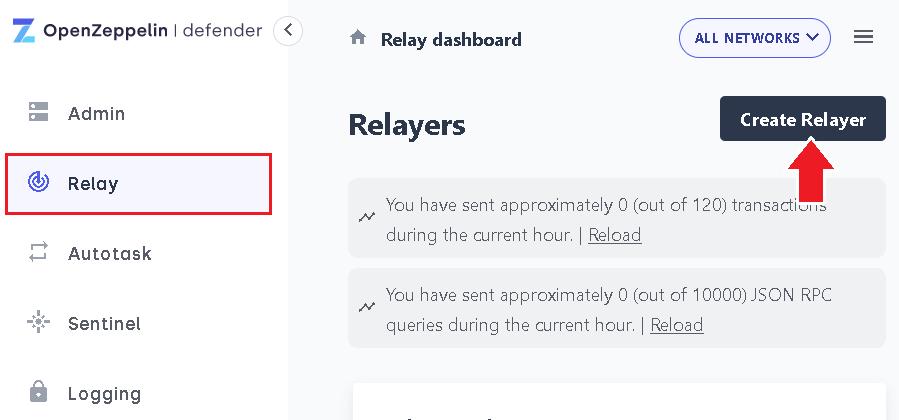 OpenZeppelin | defender
Relay dashboard
ALL NETWORKS
Admin
Relay
Autotask
Sentinel
Logging
Relayers
Create Relayer
You have sent approximately 0 (out of 120) transactions
during the current hour. | Reload
You have sent approximately 0 (out of 10000) JSON RPC
queries during the current hour. | Reload